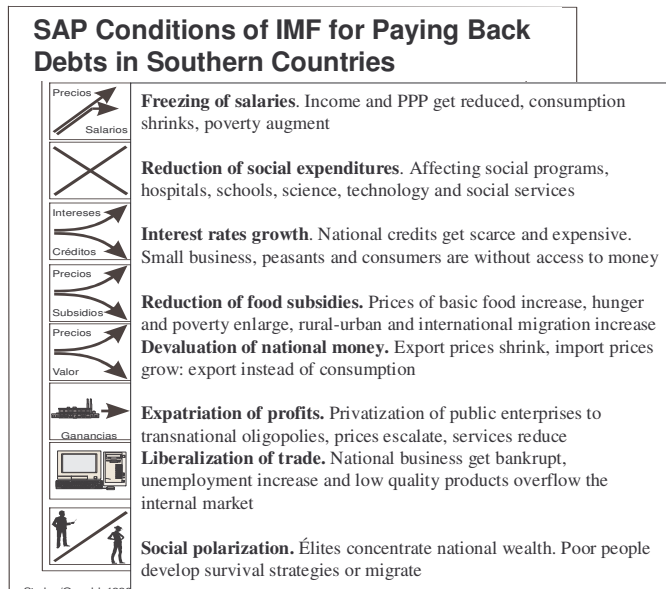 SAP Conditions of IMF for Paying Back
Debts in Southern Countries
Precios
Salarios
Freezing of salaries. Income and PPP get reduced, consumption
shrinks, poverty augment
Reduction of social expenditures. Affecting social programs,
hospitals, schools, science, technology and social services
Intereses
Créditos
Interest rates growth. National credits get scarce and expensive.
Small business, peasants and consumers are without access to money
Precios
Subsidios
Reduction of food subsidies. Prices of basic food increase, hunger
and poverty enlarge, rural-urban and international migration increase
Precios
Valor
Devaluation of national money. Export prices shrink, import prices
grow: export instead of consumption
Ganancias
Expatriation of profits. Privatization of public enterprises to
transnational oligopolies, prices escalate, services reduce
Liberalization of trade. National business get bankrupt,
unemployment increase and low quality products overflow the
internal market
Social polarization. Élites concentrate national wealth. Poor people
develop survival strategies or migrate